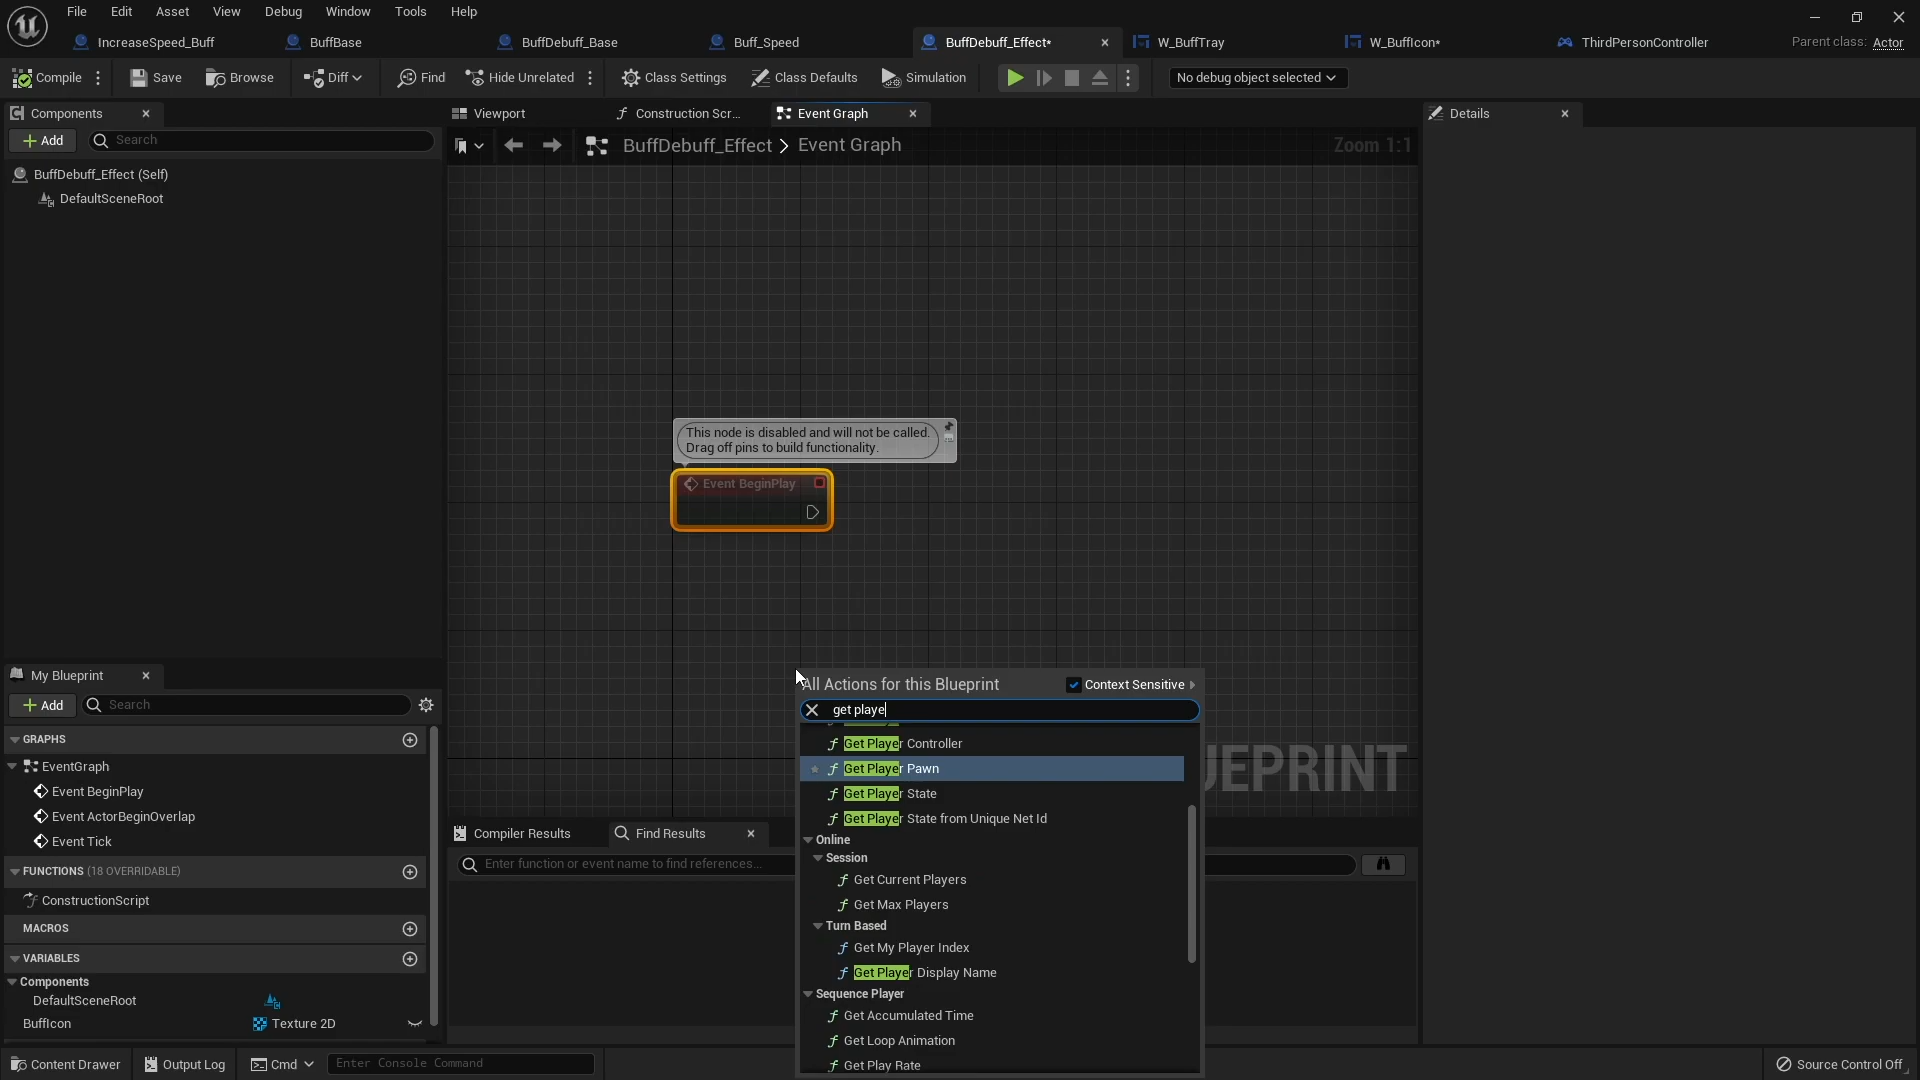 File Edit Asset View Debug Window Tools Help
IncreaseSpeed_Buff BuffBase BuffDebuff_Base Buff_Speed BuffDebuff_Effect* W_BuffTray W_BuffIcon* ThirdPersonController Parent class: Actor
Compile Save Browse Diff Find Hide Unrelated Class Settings Class Defaults Simulation No debug object selected
Components Viewport Construction Scr... Event Graph Details
Add Search
BuffDebuff_Effect > Event Graph Zoom 1:1
BuffDebuff_Effect (Self)
DefaultSceneRoot
This node is disabled and will not be called.
Drag off pins to build functionality.
Event BeginPlay
My Blueprint
Add Search
GRAPHS
EventGraph
Event BeginPlay
Event ActorBeginOverlap
Event Tick
FUNCTIONS (18 OVERRIDABLE)
ConstructionScript
MACROS
VARIABLES
Components
DefaultSceneRoot
BuffIcon Texture 2D
All Actions for this Blueprint Context Sensitive
get playe
Get Player Controller
Get Player Pawn
Get Player State
Get Player State from Unique Net Id
Online
Session
Get Current Players
Get Max Players
Turn Based
Get My Player Index
Get Player Display Name
Sequence Player
Get Accumulated Time
Get Loop Animation
Get Play Rate
UEPRINT
Compiler Results Find Results
Enter function or event name to find references...
Content Drawer Output Log Cmd Enter Console Command Source Control Off